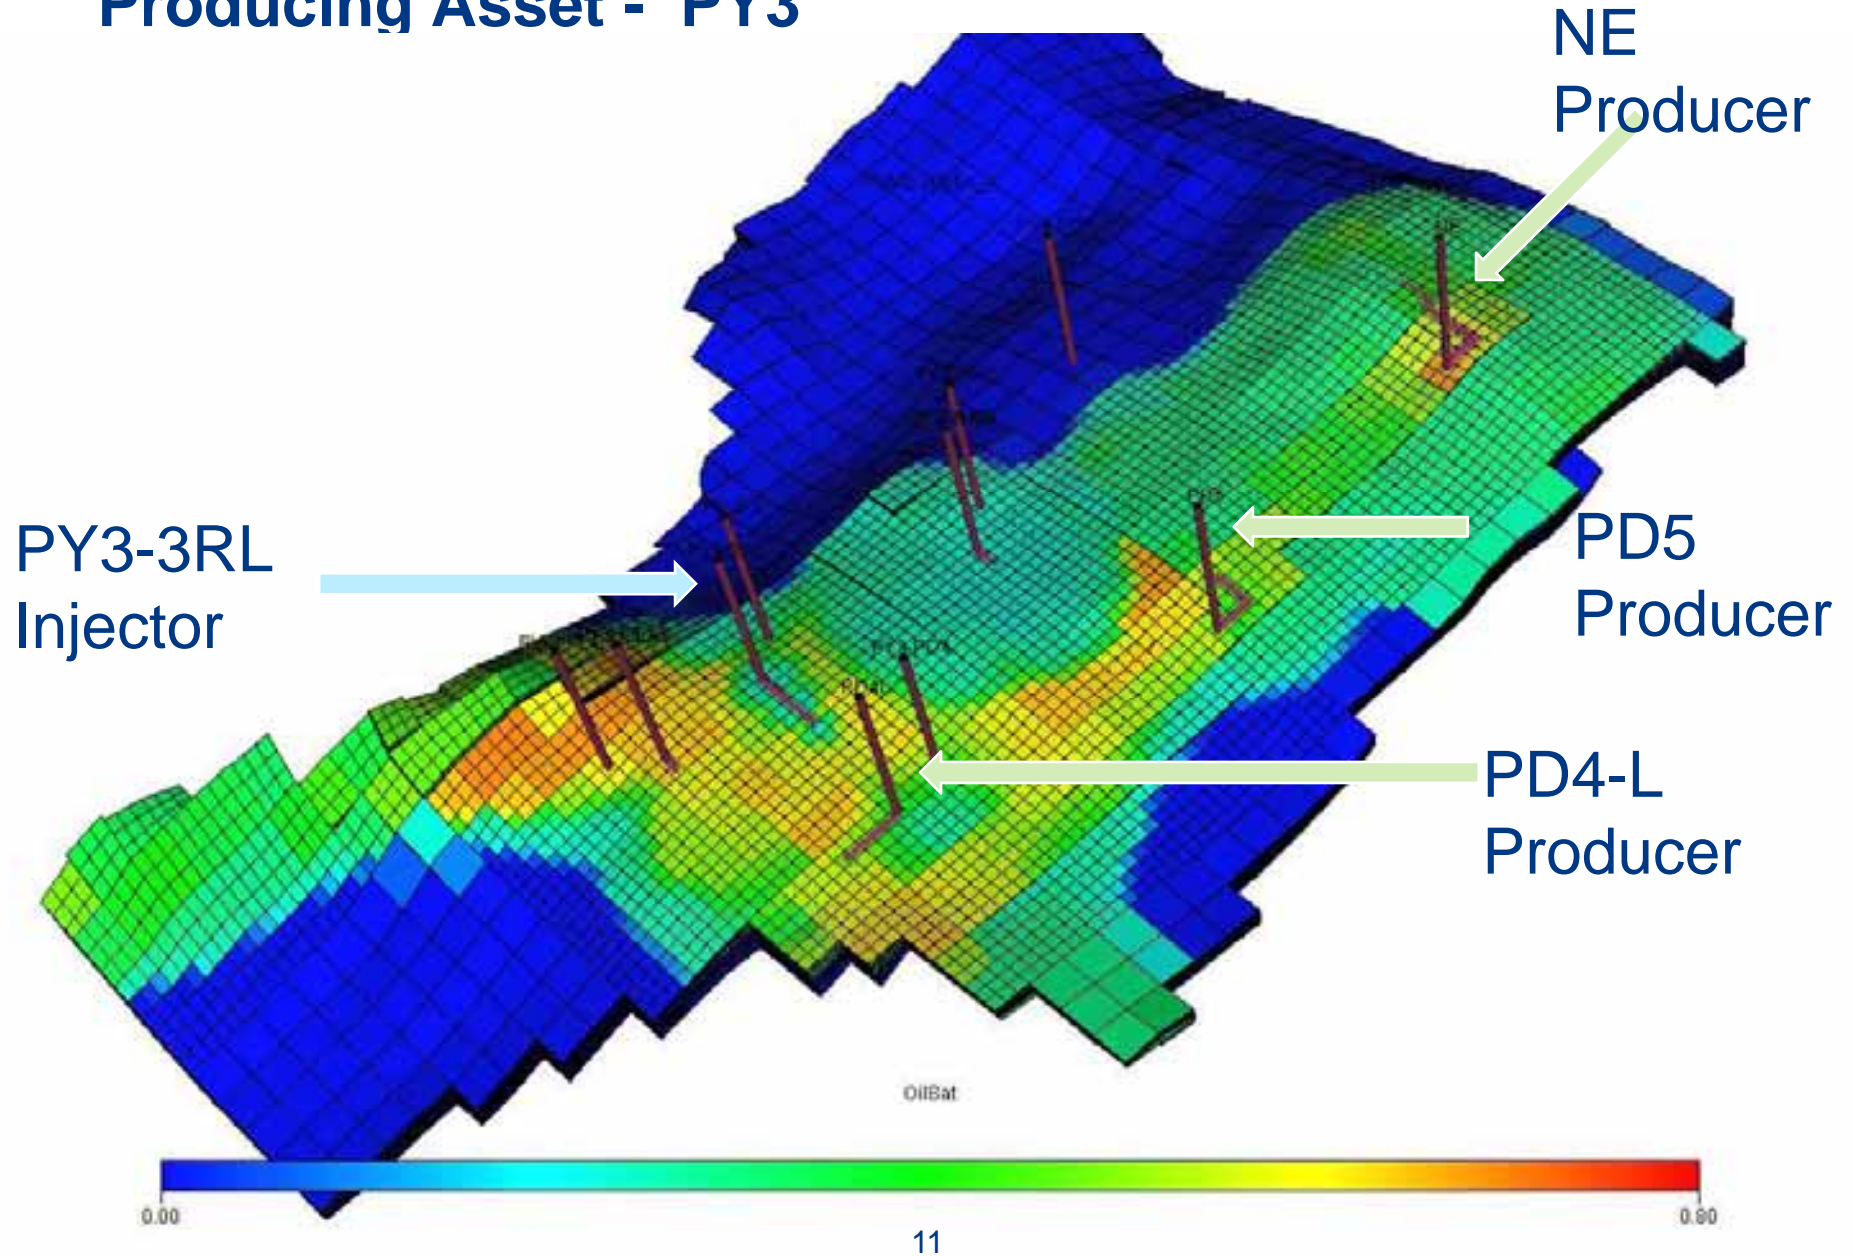 Producing Asset - PY3
NE
Producer
PY3-3RL
Injector
PD5
Producer
PD4-L
Producer
OilSat
0.00
0.80
11